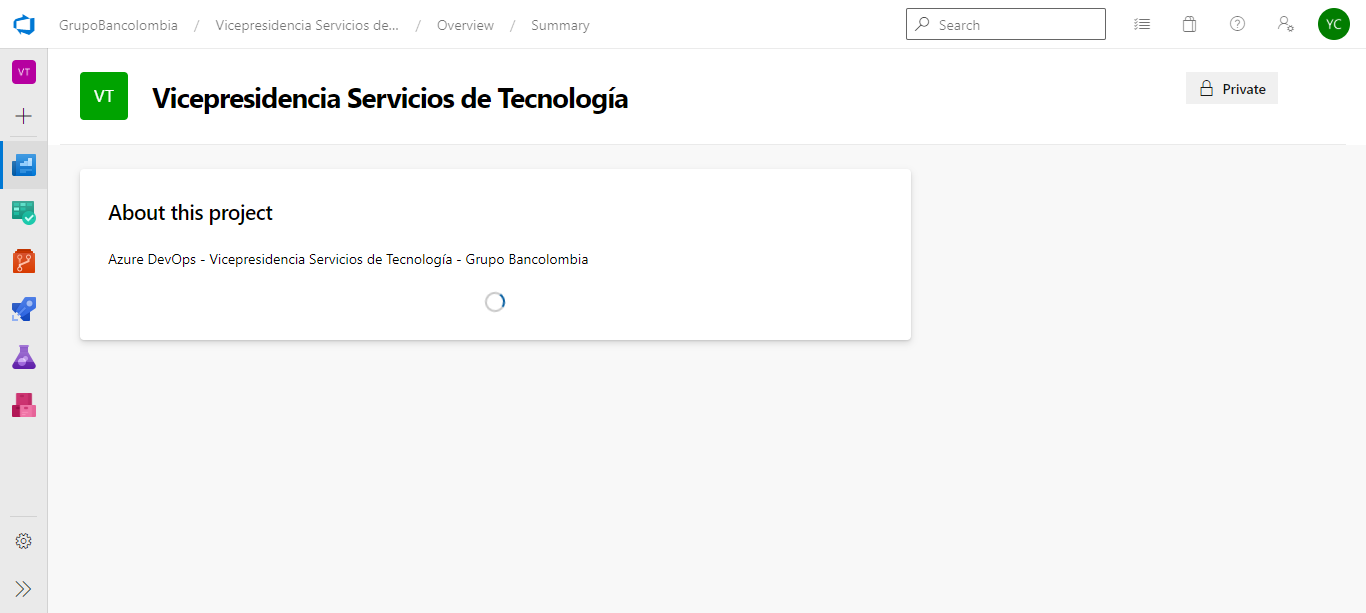 GrupoBancolombia / Vicepresidencia Servicios de... / Overview / Summary
Search
YC
VT
VT
Vicepresidencia Servicios de Tecnología
Private
About this project
Azure DevOps - Vicepresidencia Servicios de Tecnología - Grupo Bancolombia